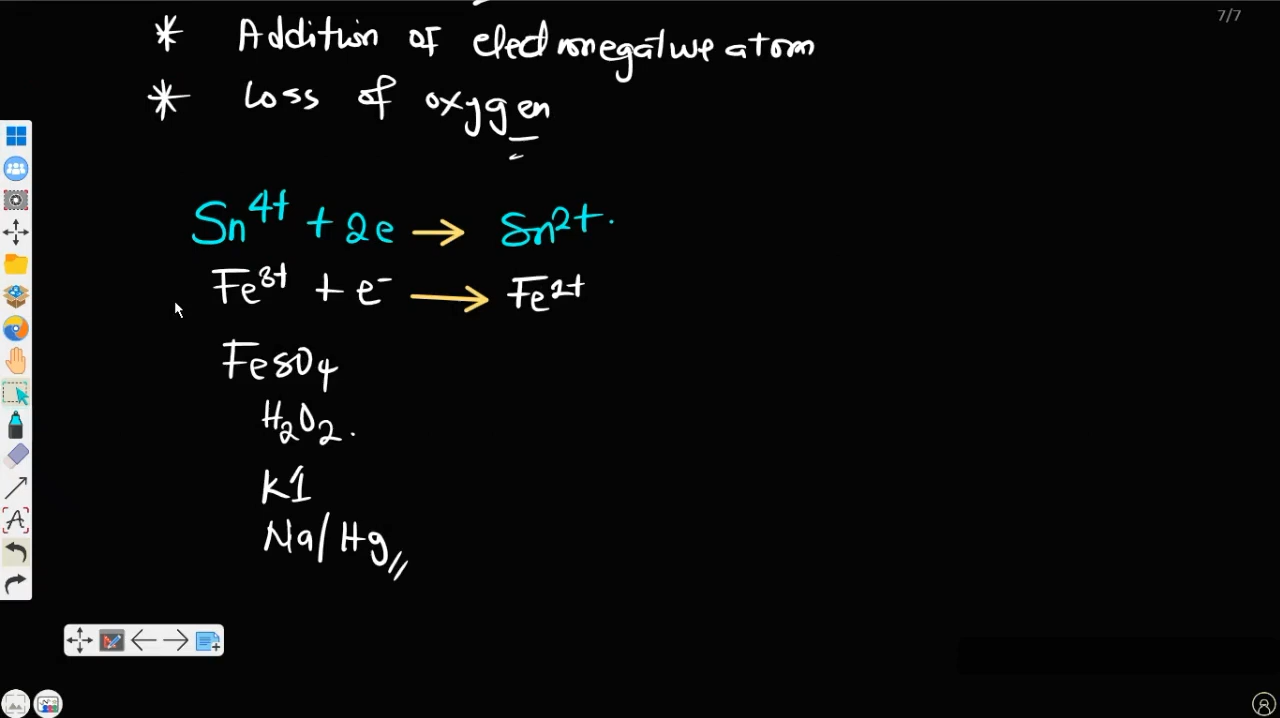 7/7
* Addition of electronegative atom
* Loss of oxygen
Sn⁴⁺ + 2e → Sn²⁺.
Fe³⁺ + e⁻ → Fe²⁺
FeSO₄
H₂O₂.
KI
Na/Hg//